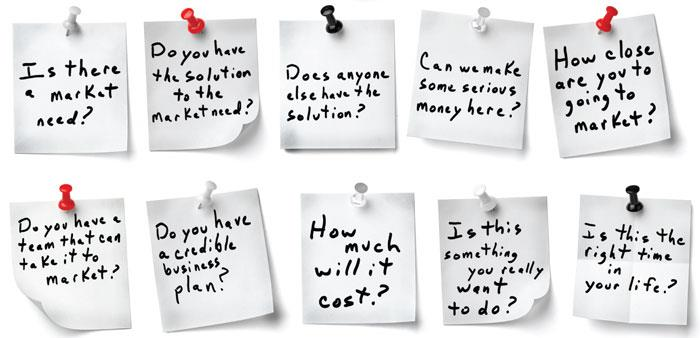 Is there
a market
need?
Do you have
the solution
to the
market need?
Does anyone
else have the
solution?
Can we make
some serious
money here?
How close
are you to
going to
market?
Do you have a
team that can
take it to
market?
Do you have
a credible
business
plan?
How
much
will it
cost?
Is this
something
you really
want
to do?
Is this the
right time
in
your life?